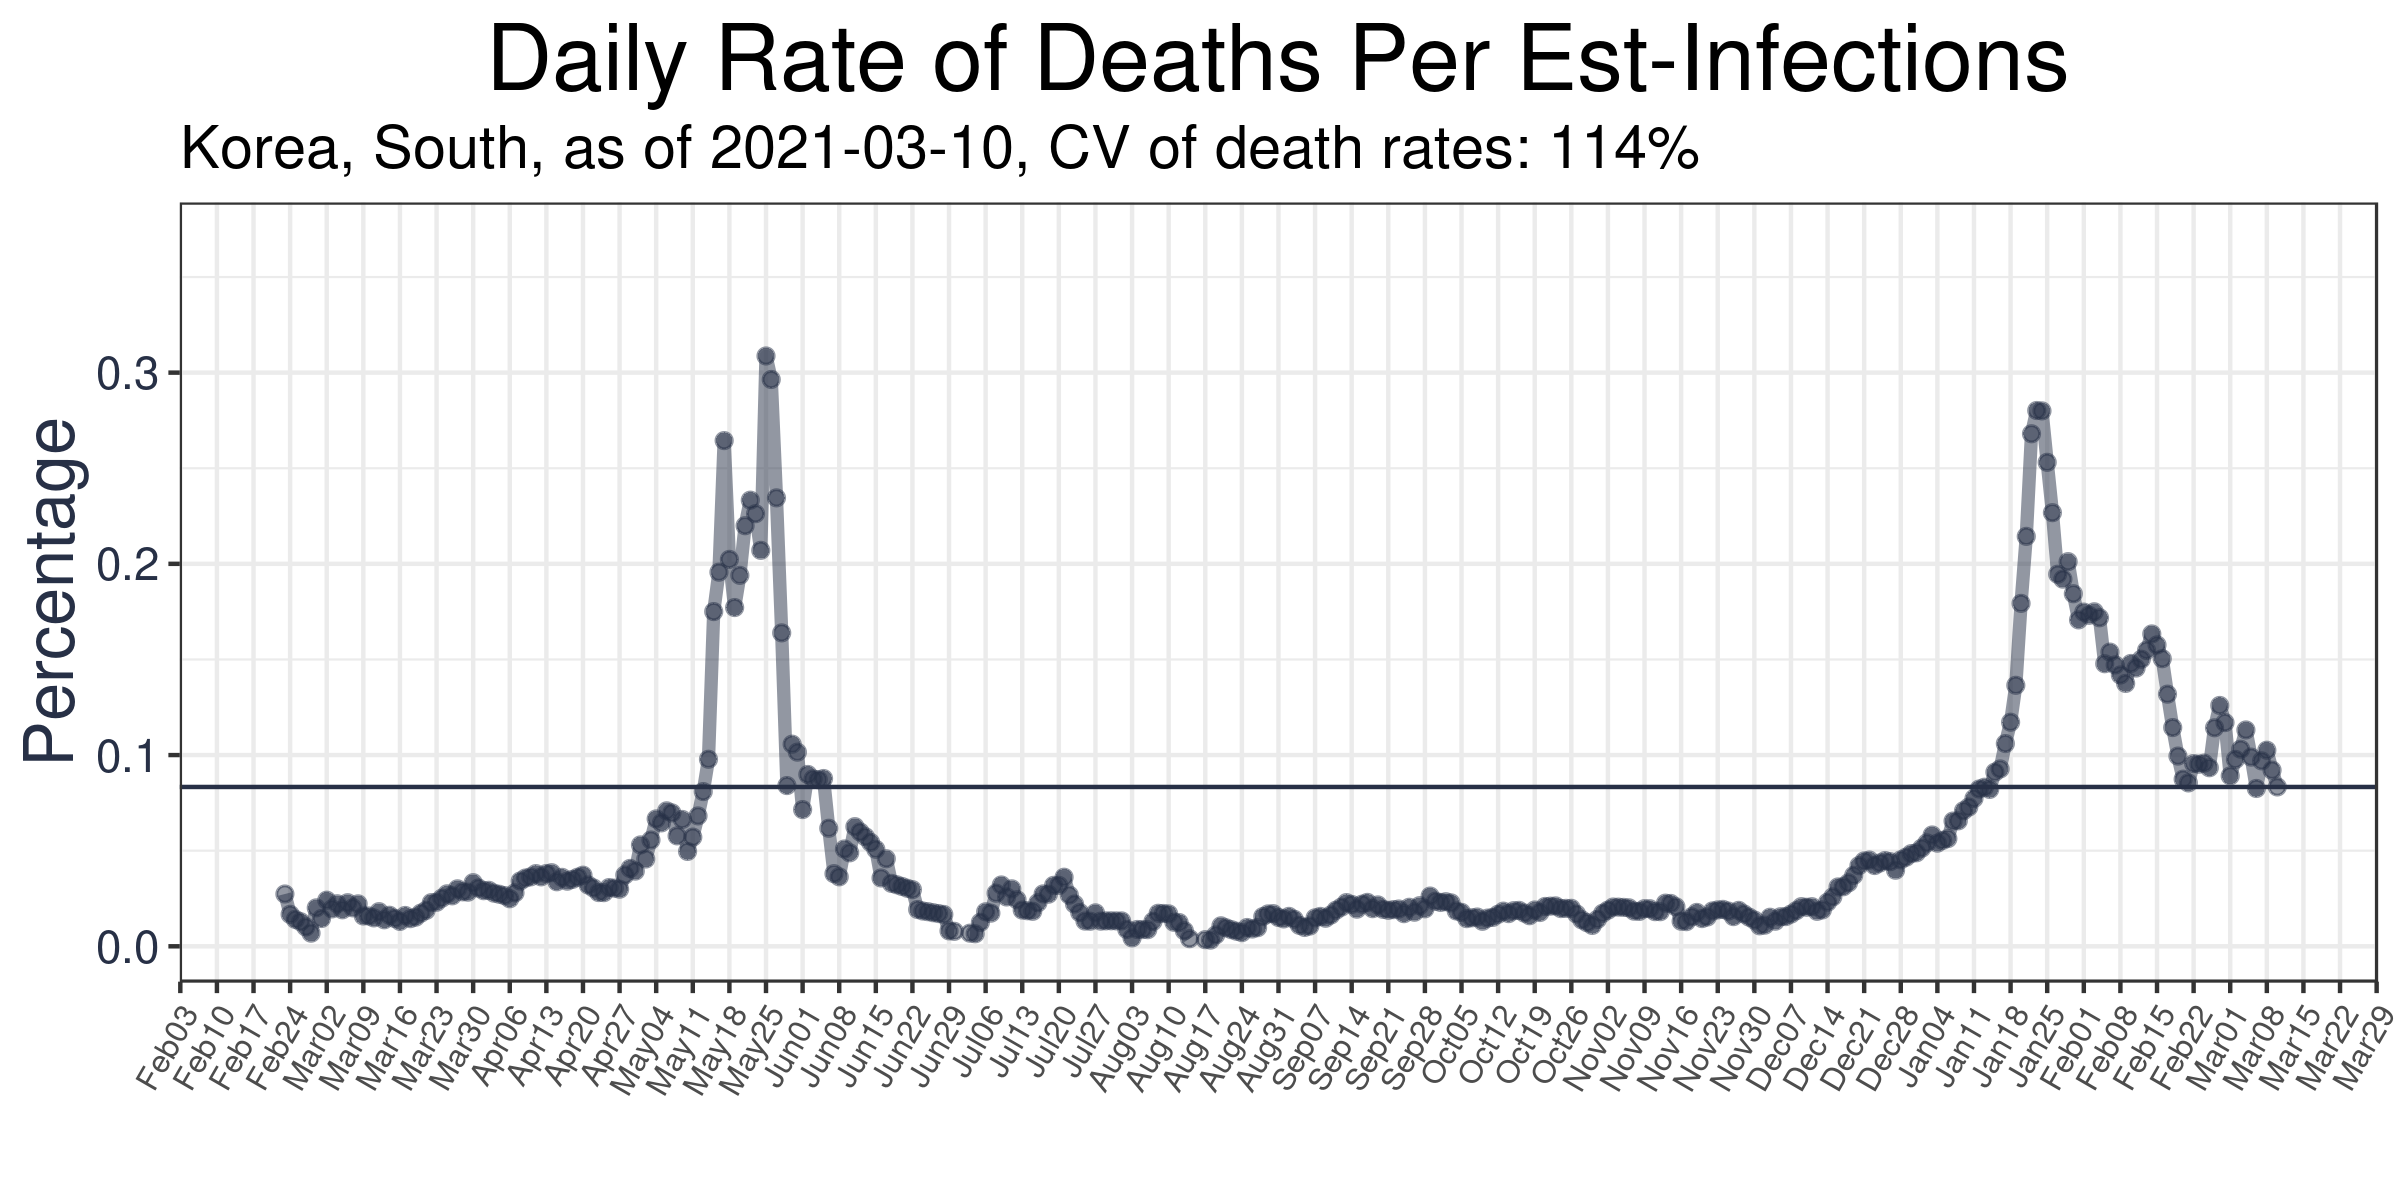 Daily Rate of Deaths Per Est-Infections
Korea, South, as of 2021-03-10, CV of death rates: 114%
Percentage
0.3
0.2
0.1
0.0
Feb03
Feb10
Feb17
Feb24
Mar02
Mar09
Mar16
Mar23
Mar30
Apr06
Apr13
Apr20
Apr27
May04
May11
May18
May25
Jun01
Jun08
Jun15
Jun22
Jun29
Jul06
Jul13
Jul20
Jul27
Aug03
Aug10
Aug17
Aug24
Aug31
Sep07
Sep14
Sep21
Sep28
Oct05
Oct12
Oct19
Oct26
Nov02
Nov09
Nov16
Nov23
Nov30
Dec07
Dec14
Dec21
Dec28
Jan04
Jan11
Jan18
Jan25
Feb01
Feb08
Feb15
Feb22
Mar01
Mar08
Mar15
Mar22
Mar29